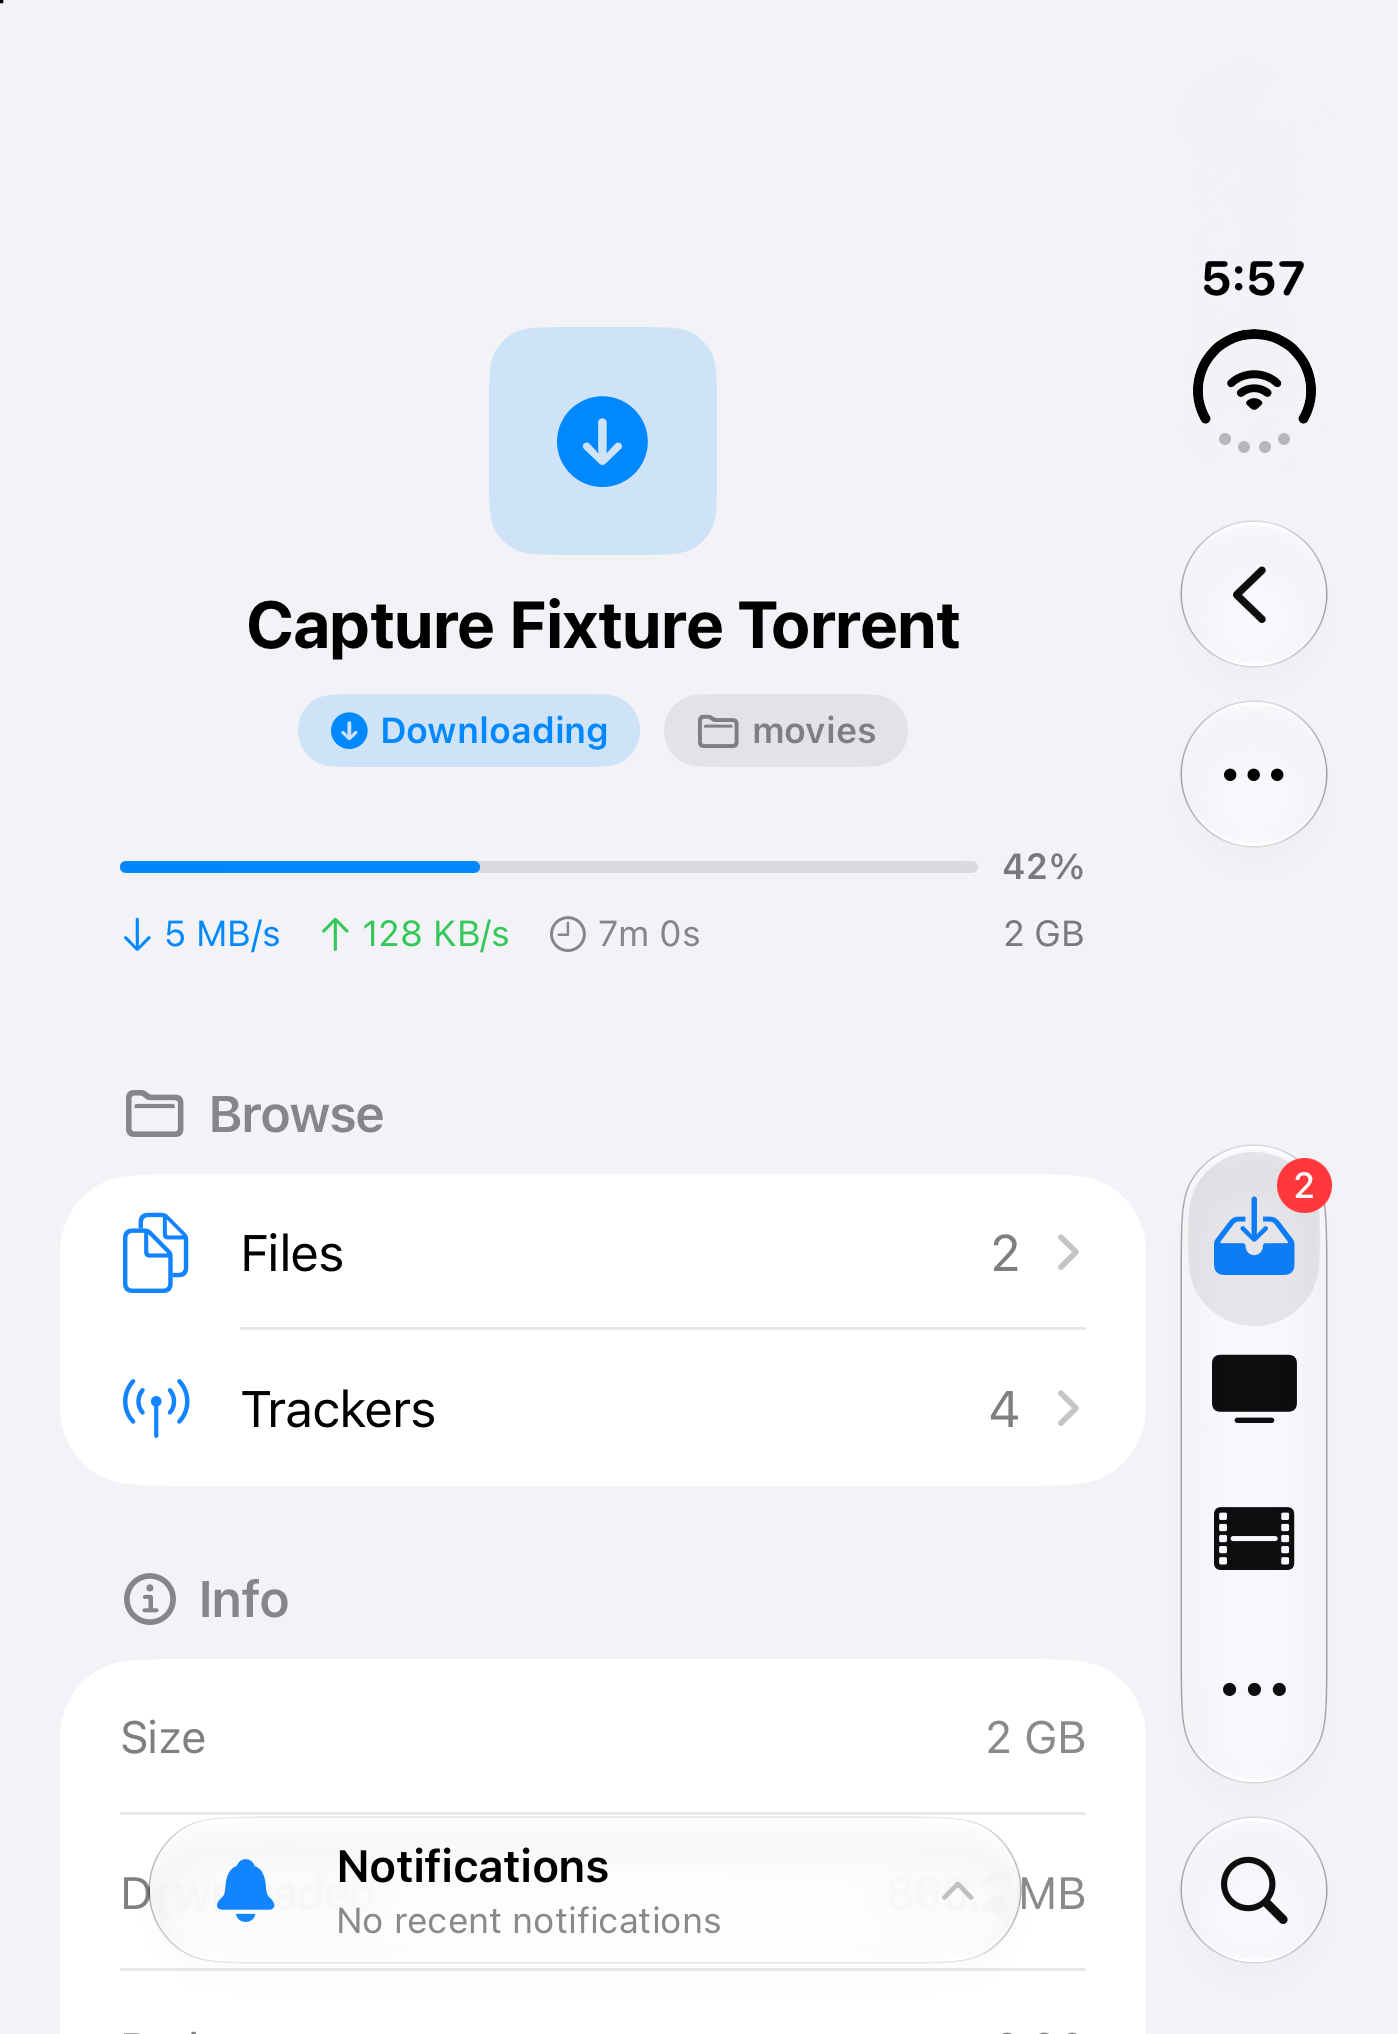 5:57
Capture Fixture Torrent
Downloading
movies
42%
5 MB/s
128 KB/s
7m 0s
2 GB
Browse
Files
2
Trackers
4
2
Info
Size
2 GB
Notifications
No recent notifications
MB